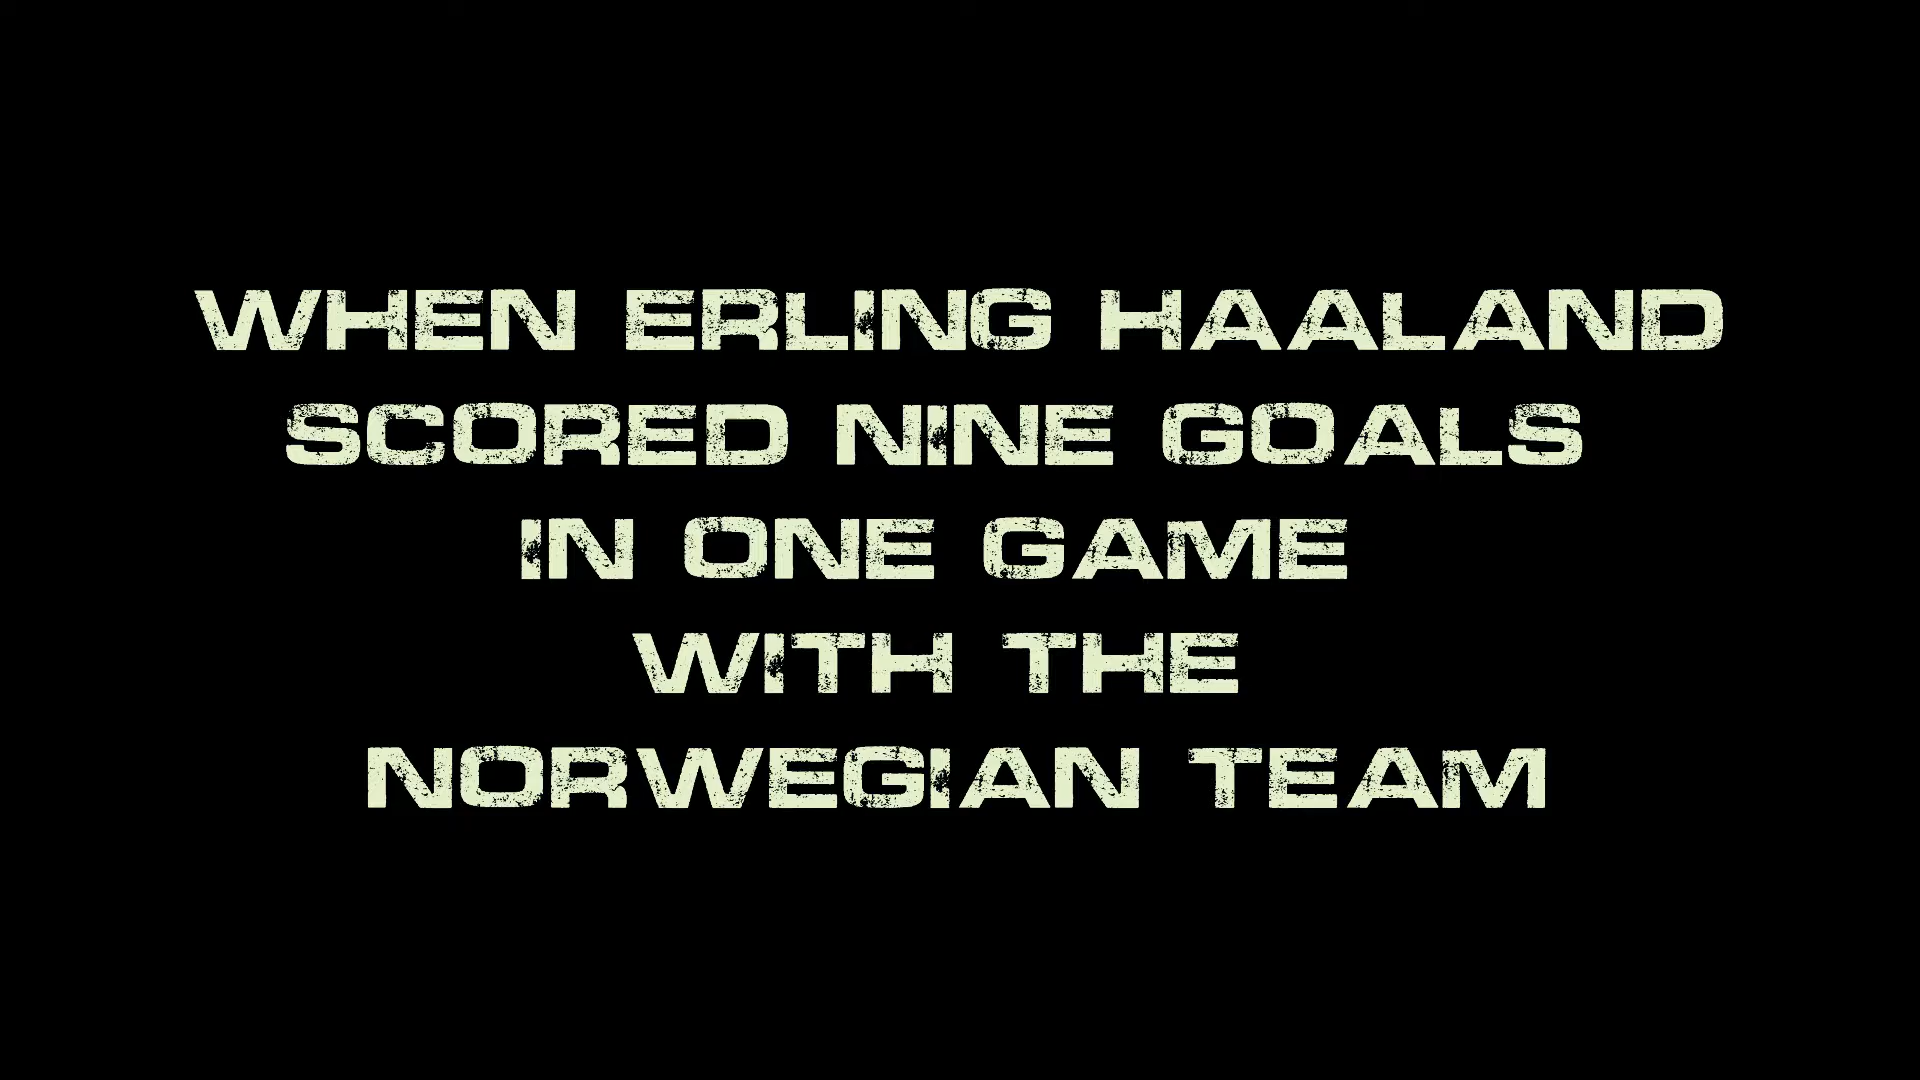 WHEN ERLING HAALAND
SCORED NINE GOALS
IN ONE GAME
WITH THE
NORWEGIAN TEAM